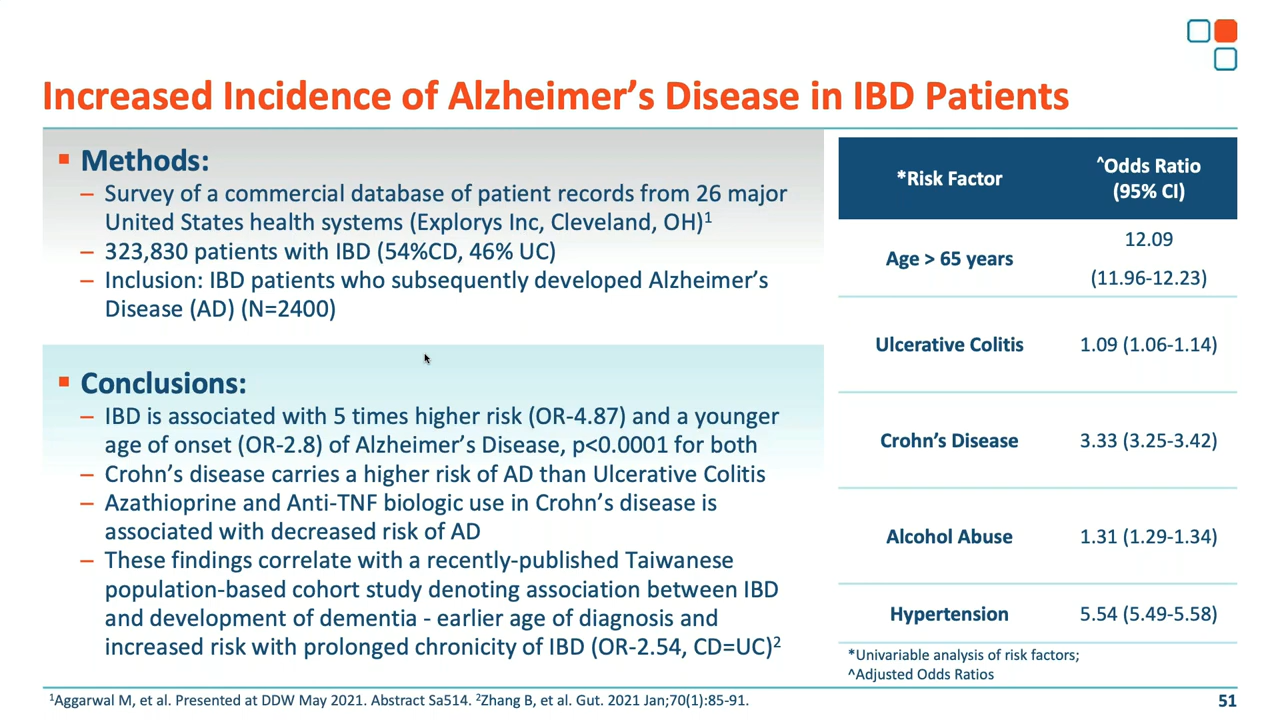 Increased Incidence of Alzheimer's Disease in IBD Patients
▪ Methods:
– Survey of a commercial database of patient records from 26 major
United States health systems (Explorys Inc, Cleveland, OH)¹
– 323,830 patients with IBD (54%CD, 46% UC)
– Inclusion: IBD patients who subsequently developed Alzheimer's
Disease (AD) (N=2400)
▪ Conclusions:
– IBD is associated with 5 times higher risk (OR-4.87) and a younger
age of onset (OR-2.8) of Alzheimer's Disease, p<0.0001 for both
– Crohn's disease carries a higher risk of AD than Ulcerative Colitis
– Azathioprine and Anti-TNF biologic use in Crohn's disease is
associated with decreased risk of AD
– These findings correlate with a recently-published Taiwanese
population-based cohort study denoting association between IBD
and development of dementia - earlier age of diagnosis and
increased risk with prolonged chronicity of IBD (OR-2.54, CD=UC)²
*Risk Factor
^Odds Ratio
(95% CI)
Age > 65 years
12.09
(11.96-12.23)
Ulcerative Colitis 1.09 (1.06-1.14)
Crohn's Disease 3.33 (3.25-3.42)
Alcohol Abuse 1.31 (1.29-1.34)
Hypertension 5.54 (5.49-5.58)
*Univariable analysis of risk factors;
^Adjusted Odds Ratios
¹Aggarwal M, et al. Presented at DDW May 2021. Abstract Sa514. ²Zhang B, et al. Gut. 2021 Jan;70(1):85-91.
51